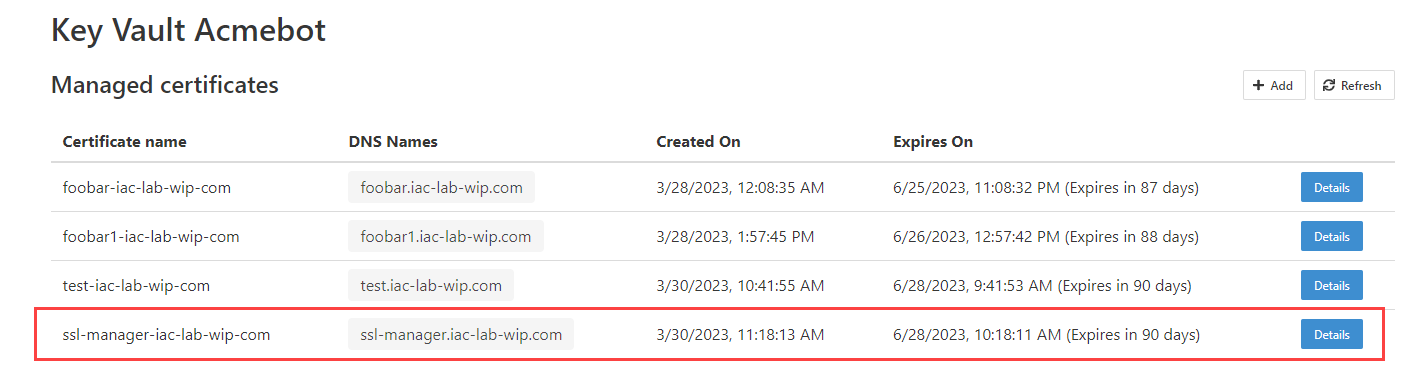 Key Vault Acmebot
Managed certificates
Add Refresh
Certificate name DNS Names Created On Expires On
foobar-iac-lab-wip-com foobar.iac-lab-wip.com 3/28/2023, 12:08:35 AM 6/25/2023, 11:08:32 PM (Expires in 87 days) Details
foobar1-iac-lab-wip-com foobar1.iac-lab-wip.com 3/28/2023, 1:57:45 PM 6/26/2023, 12:57:42 PM (Expires in 88 days) Details
test-iac-lab-wip-com test.iac-lab-wip.com 3/30/2023, 10:41:55 AM 6/28/2023, 9:41:53 AM (Expires in 90 days) Details
ssl-manager-iac-lab-wip-com ssl-manager.iac-lab-wip.com 3/30/2023, 11:18:13 AM 6/28/2023, 10:18:11 AM (Expires in 90 days) Details